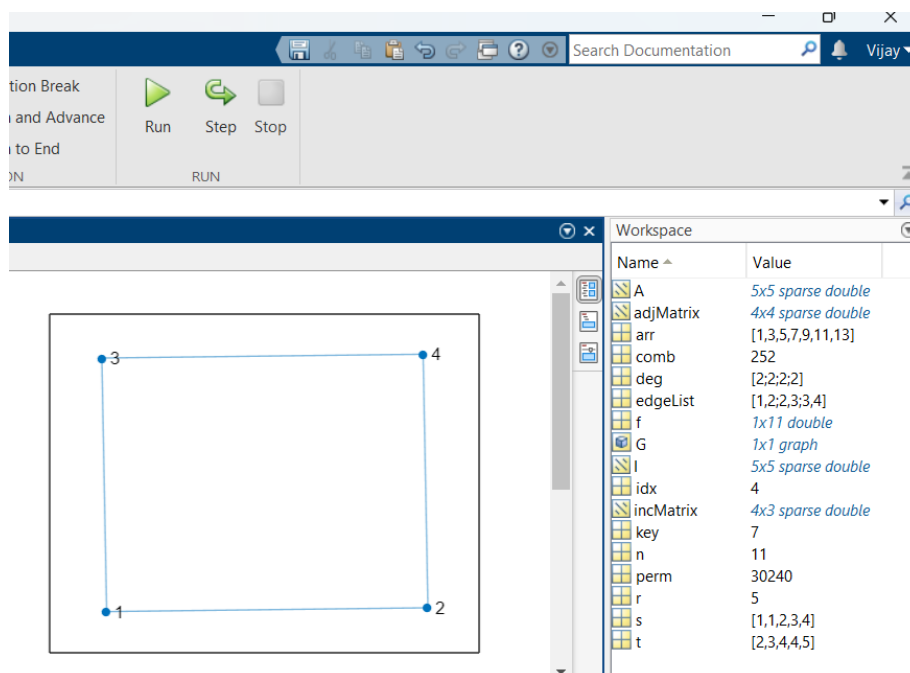 Search Documentation Vijay
tion Break
and Advance
to End
Run Step Stop
ON RUN
Workspace
Name Value
A 5x5 sparse double
adjMatrix 4x4 sparse double
arr [1,3,5,7,9,11,13]
comb 252
deg [2;2;2;2]
edgeList [1,2;2,3;3,4]
f 1x11 double
G 1x1 graph
I 5x5 sparse double
idx 4
incMatrix 4x3 sparse double
key 7
n 11
perm 30240
r 5
s [1,1,2,3,4]
t [2,3,4,4,5]
3 4
1 2